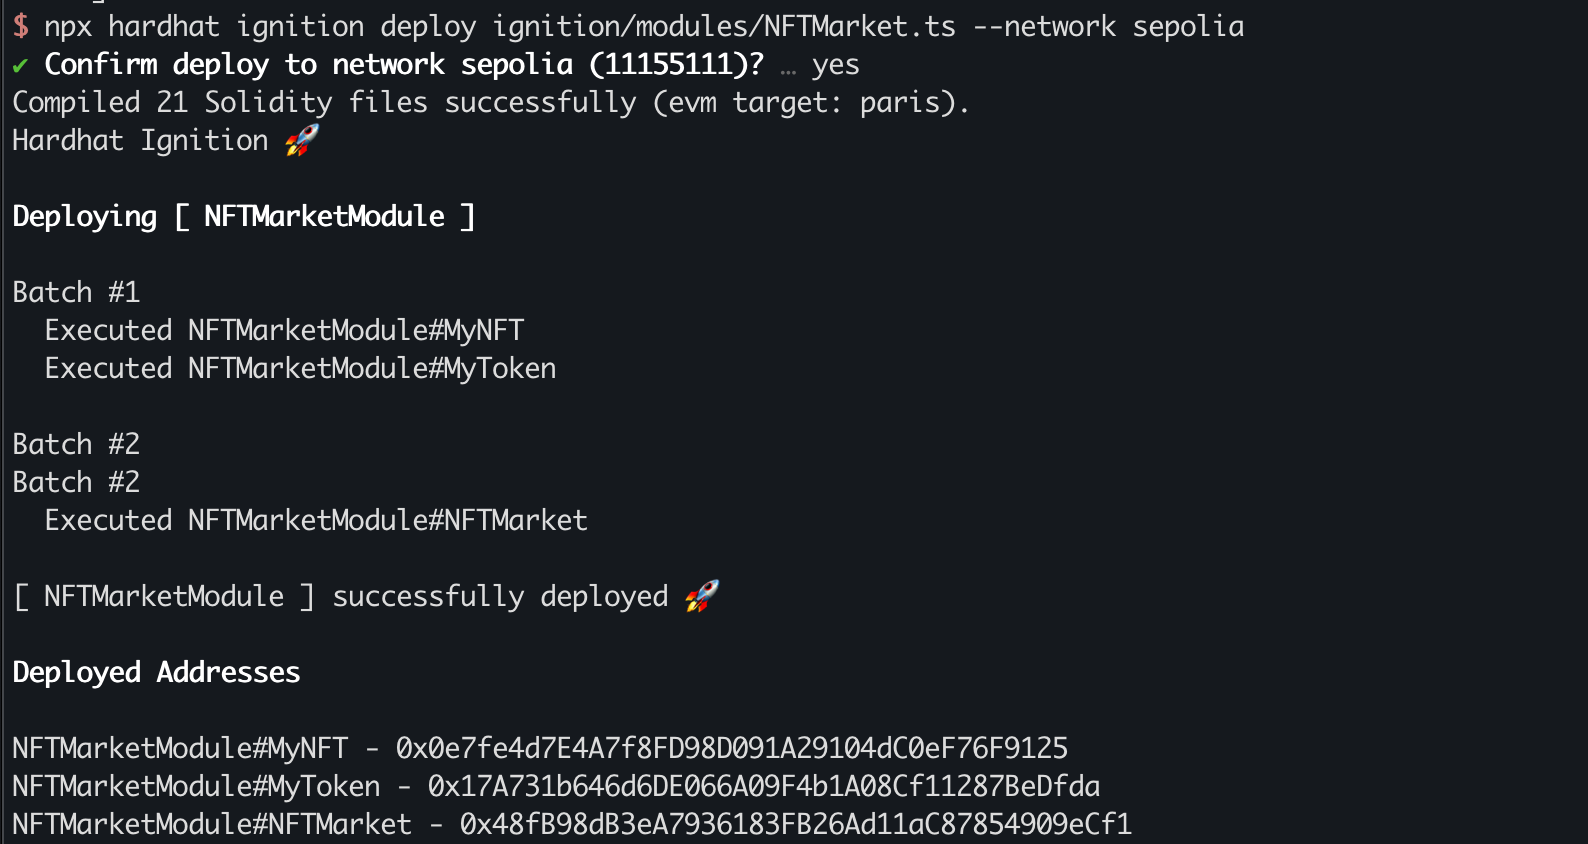 $ npx hardhat ignition deploy ignition/modules/NFTMarket.ts --network sepolia
✔ Confirm deploy to network sepolia (11155111)? … yes
Compiled 21 Solidity files successfully (evm target: paris).
Hardhat Ignition 🚀
Deploying [ NFTMarketModule ]
Batch #1
  Executed NFTMarketModule#MyNFT
  Executed NFTMarketModule#MyToken
Batch #2
Batch #2
  Executed NFTMarketModule#NFTMarket
[ NFTMarketModule ] successfully deployed 🚀
Deployed Addresses
NFTMarketModule#MyNFT - 0x0e7fe4d7E4A7f8FD98D091A29104dC0eF76F9125
NFTMarketModule#MyToken - 0x17A731b646d6DE066A09F4b1A08Cf11287BeDfda
NFTMarketModule#NFTMarket - 0x48fB98dB3eA7936183FB26Ad11aC87854909eCf1